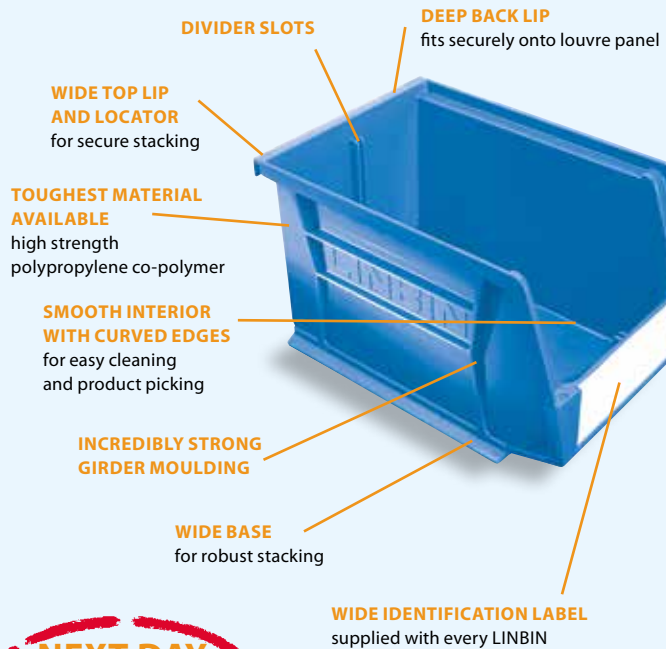 DIVIDER SLOTS
DEEP BACK LIP
fits securely onto louvre panel
WIDE TOP LIP
AND LOCATOR
for secure stacking
TOUGHEST MATERIAL
AVAILABLE
high strength
polypropylene co-polymer
LINBIN
SMOOTH INTERIOR
WITH CURVED EDGES
for easy cleaning
and product picking
INCREDIBLY STRONG
GIRDER MOULDING
WIDE BASE
for robust stacking
WIDE IDENTIFICATION LABEL
supplied with every LINBIN
NEXT DAY